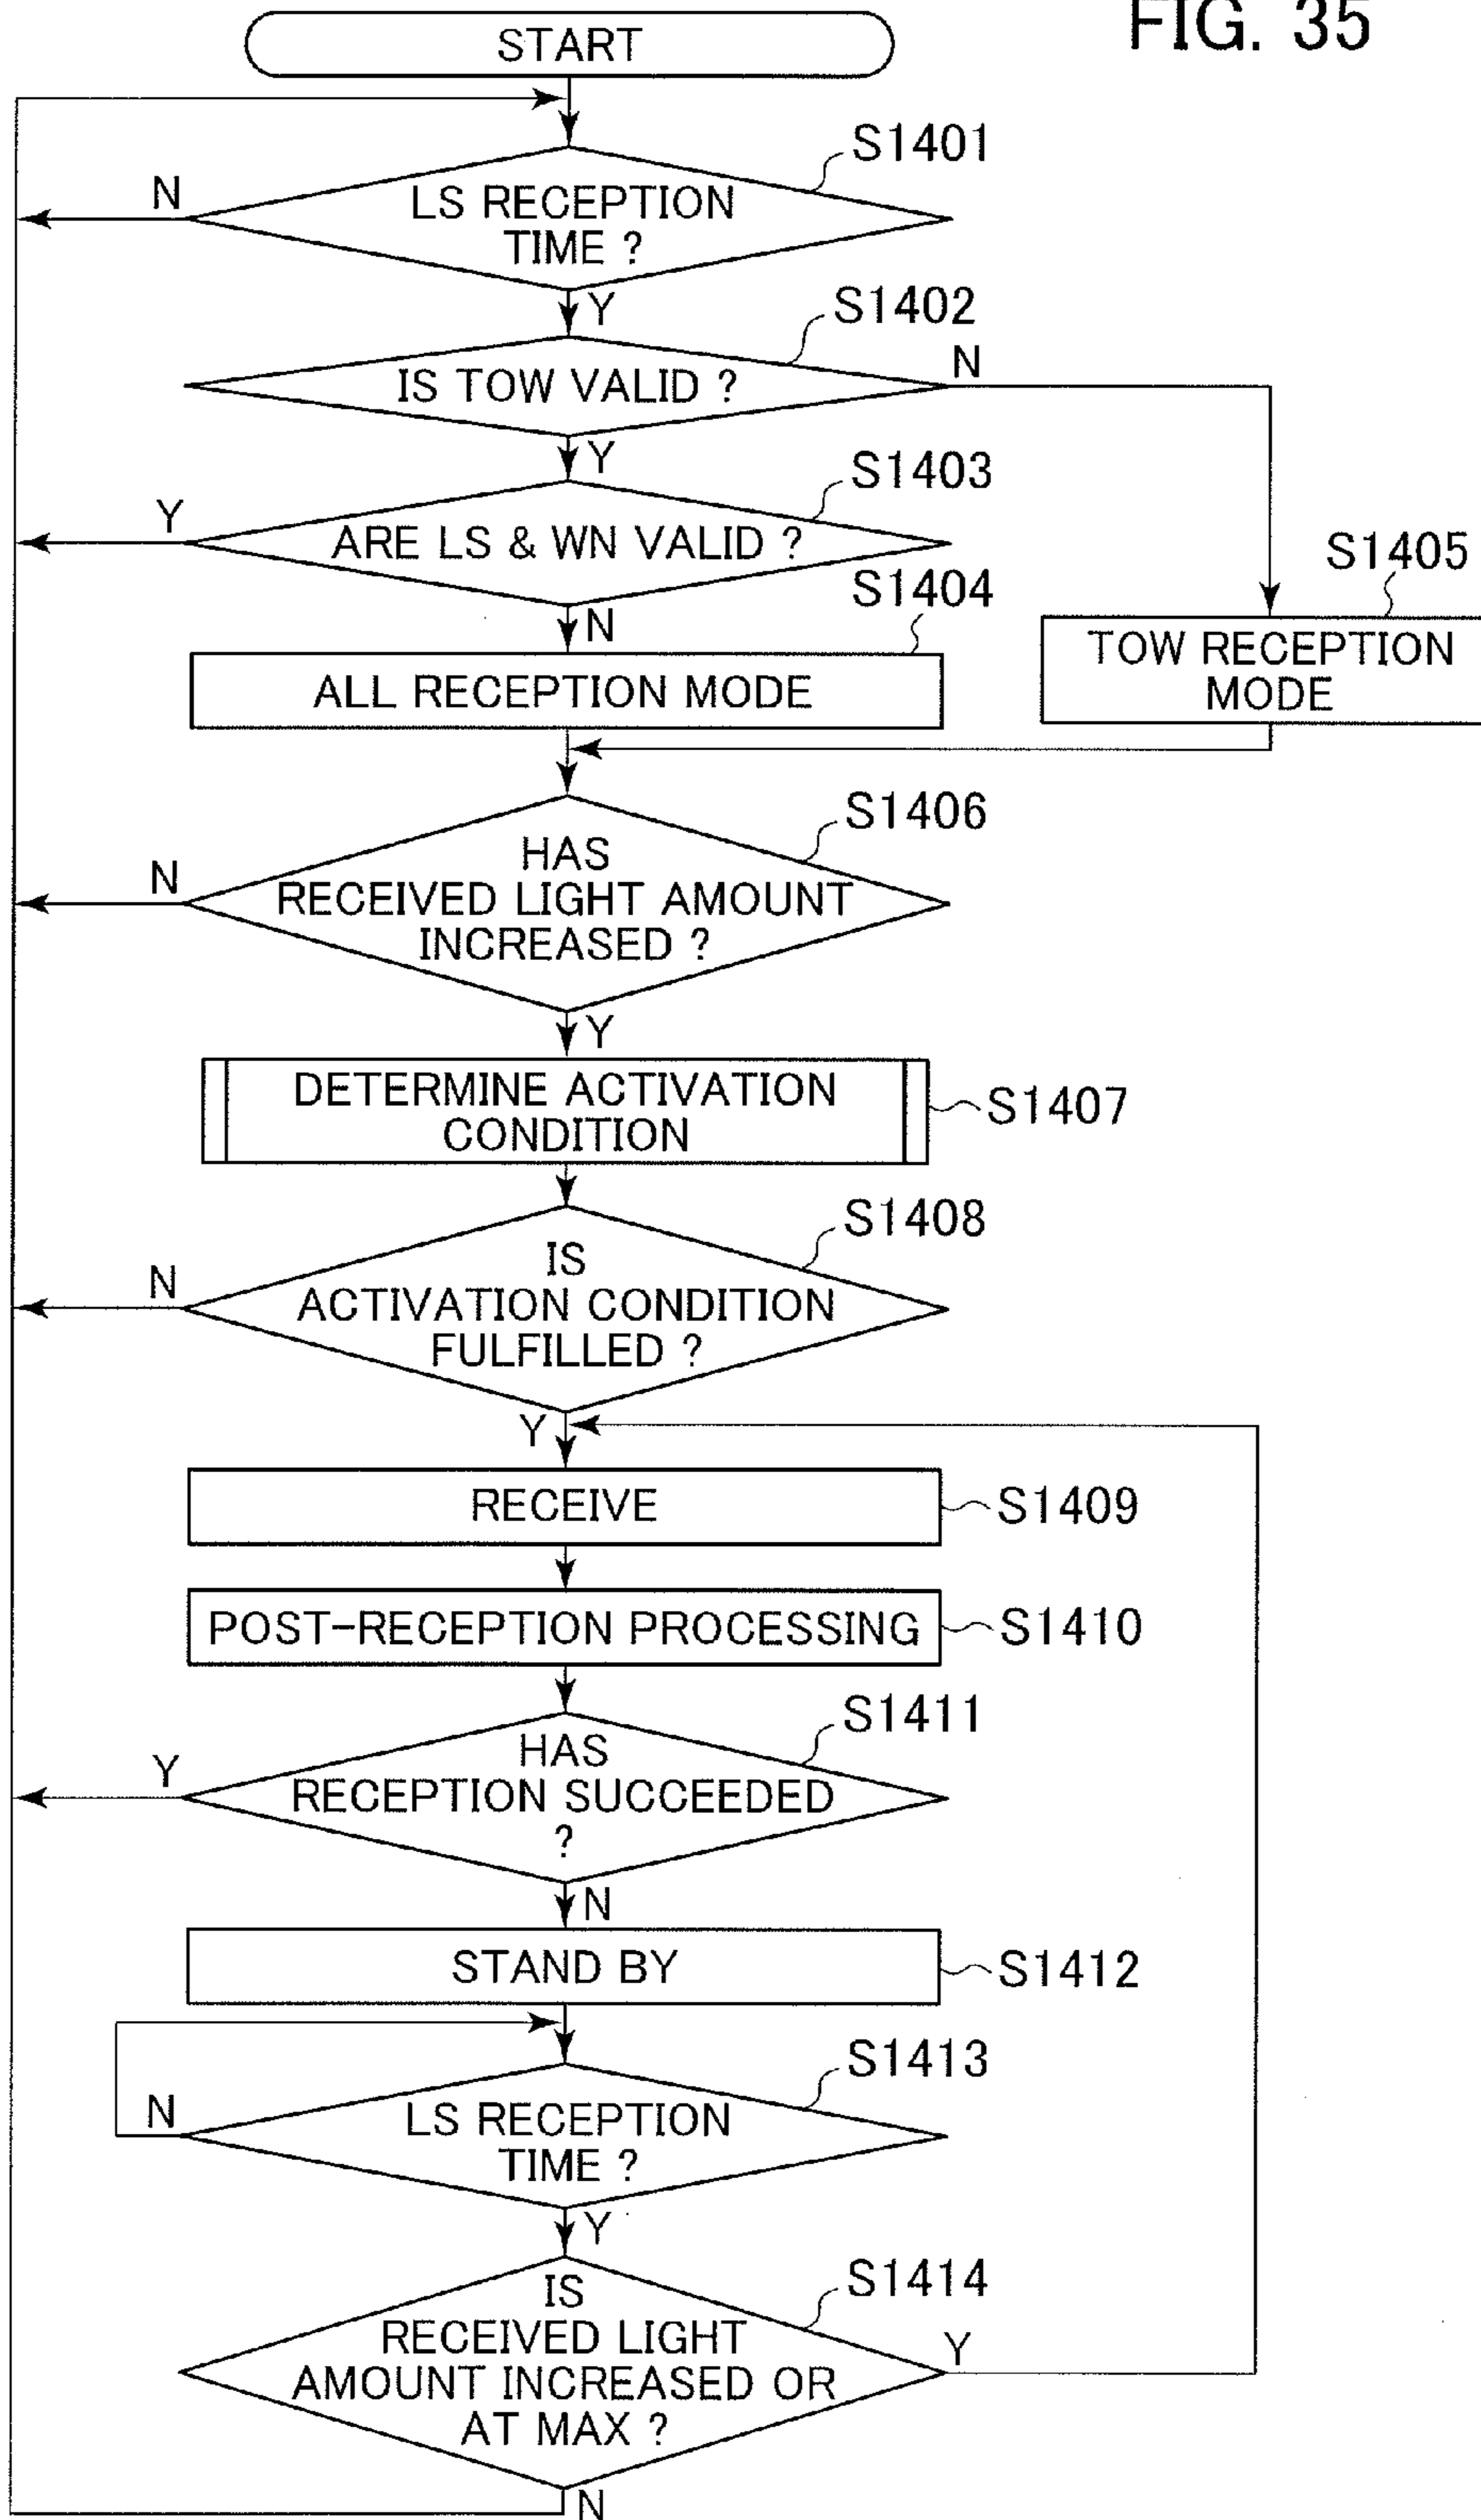 FIG. 35
START
S1401
N
LS RECEPTION
TIME ?
Y
S1402
IS TOW VALID ?
N
Y
S1403
Y
ARE LS & WN VALID ?
S1404
N
S1405
ALL RECEPTION MODE
TOW RECEPTION
MODE
S1406
HAS
N
RECEIVED LIGHT AMOUNT
INCREASED ?
Y
DETERMINE ACTIVATION
CONDITION
S1407
S1408
IS
N
ACTIVATION CONDITION
FULFILLED ?
Y
RECEIVE
S1409
POST-RECEPTION PROCESSING
S1410
S1411
HAS
Y
RECEPTION SUCCEEDED
?
N
STAND BY
S1412
S1413
N
LS RECEPTION
TIME ?
Y
S1414
IS
RECEIVED LIGHT
Y
AMOUNT INCREASED OR
AT MAX ?
N